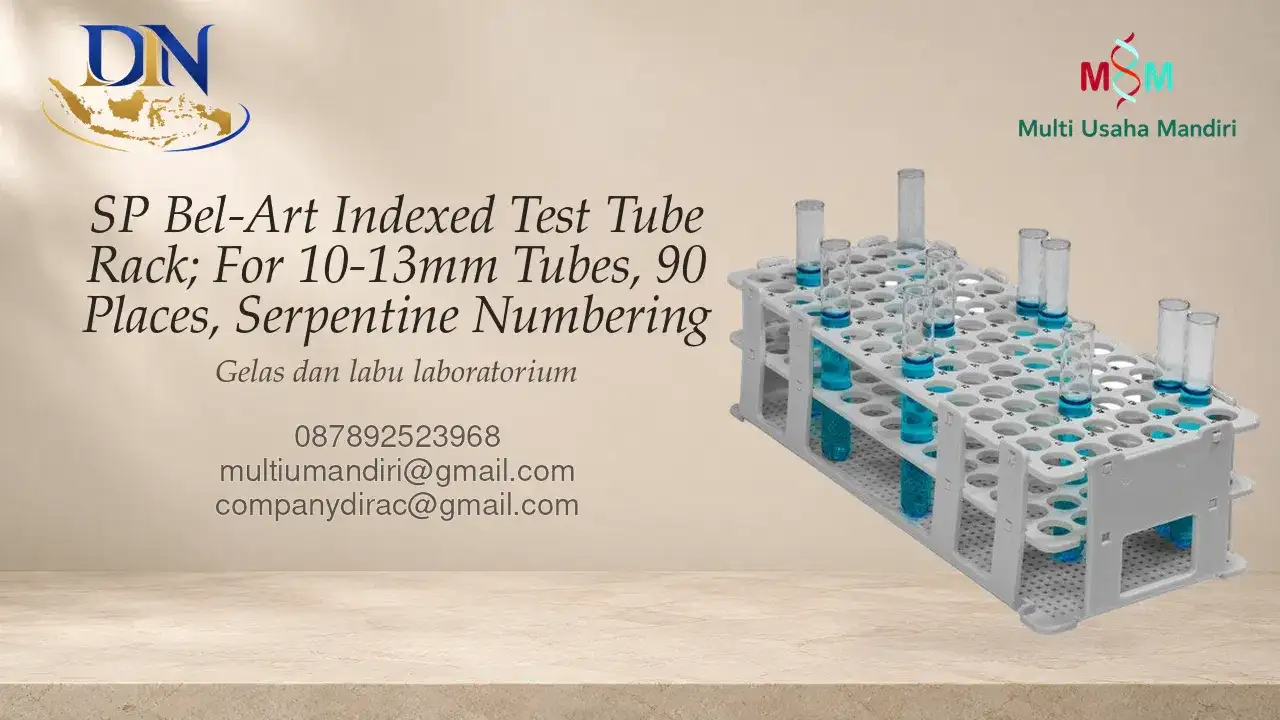 DIN
MSM
Multi Usaha Mandiri
SP Bel-Art Indexed Test Tube
Rack; For 10-13mm Tubes, 90
Places, Serpentine Numbering
Gelas dan labu laboratorium
087892523968
multiumandiri@gmail.com
companydirac@gmail.com